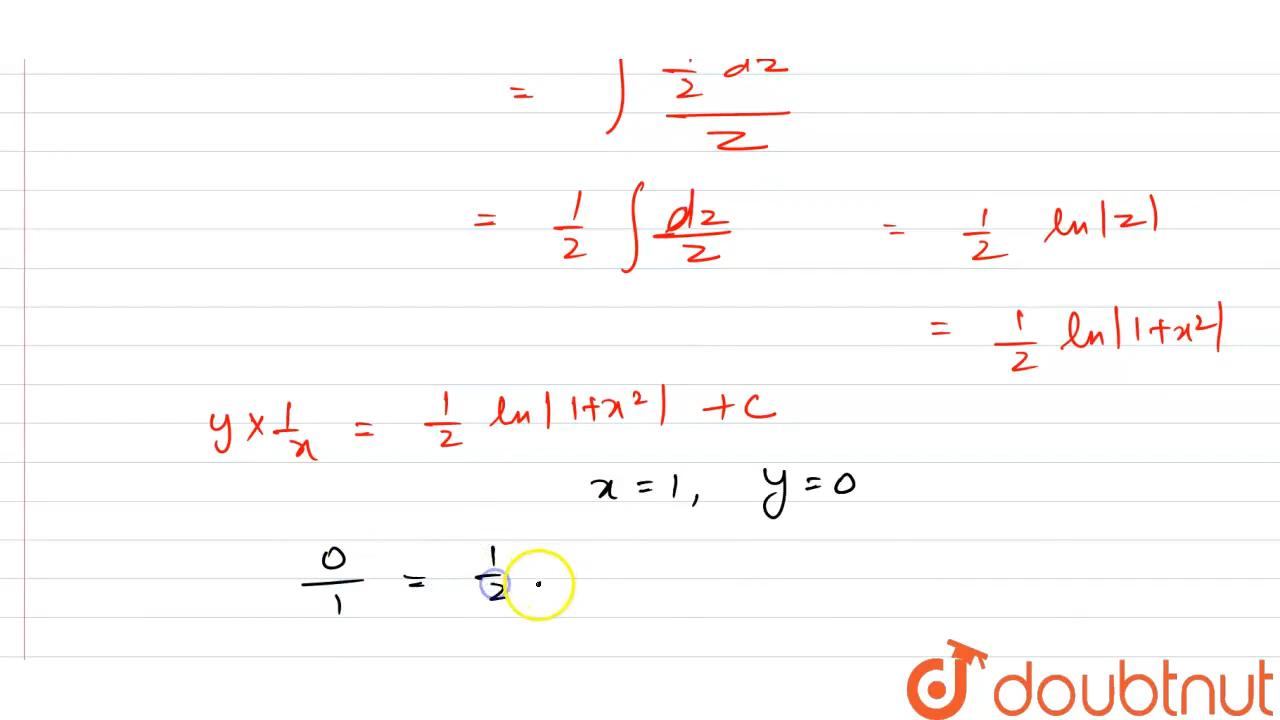 = ∫ (1/2 dz)/z
= 1/2 ∫ dz/z = 1/2 ln|z|
= 1/2 ln|1+x²|
y × 1/x = 1/2 ln|1+x²| + C
x = 1, y = 0
0/1 = 1/2 .
doubtnut